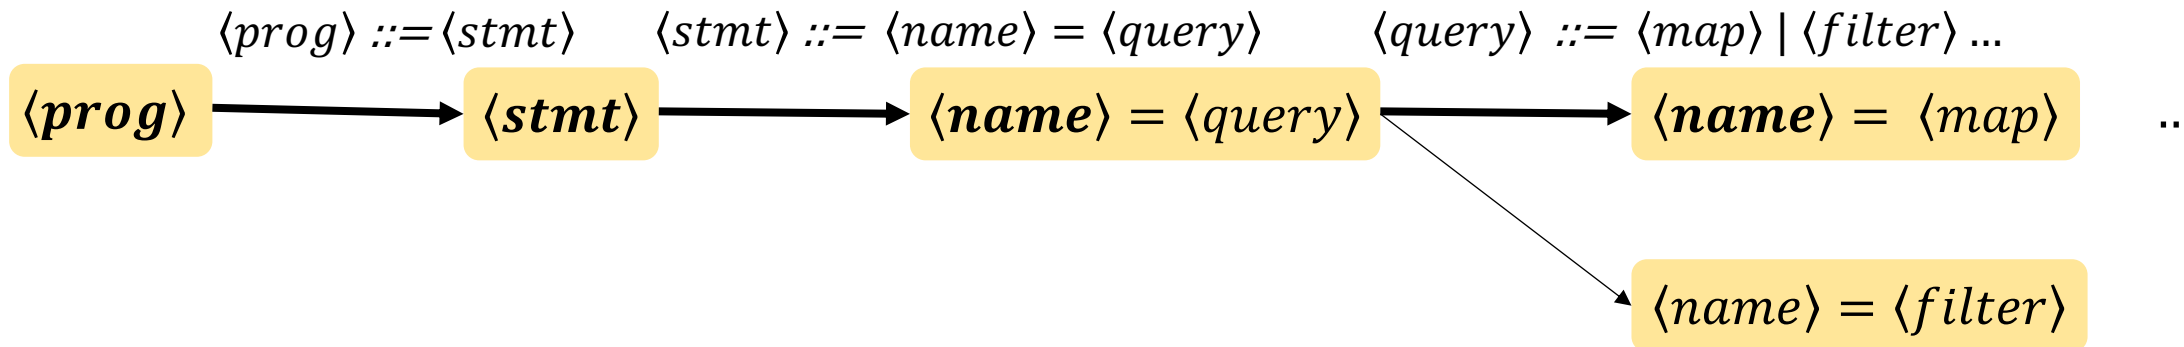 ⟨prog⟩ ::= ⟨stmt⟩ ⟨stmt⟩ ::= ⟨name⟩ = ⟨query⟩ ⟨query⟩ ::= ⟨map⟩ | ⟨filter⟩ ...
⟨prog⟩ ⟨stmt⟩ ⟨name⟩ = ⟨query⟩ ⟨name⟩ = ⟨map⟩ ..
⟨name⟩ = ⟨filter⟩